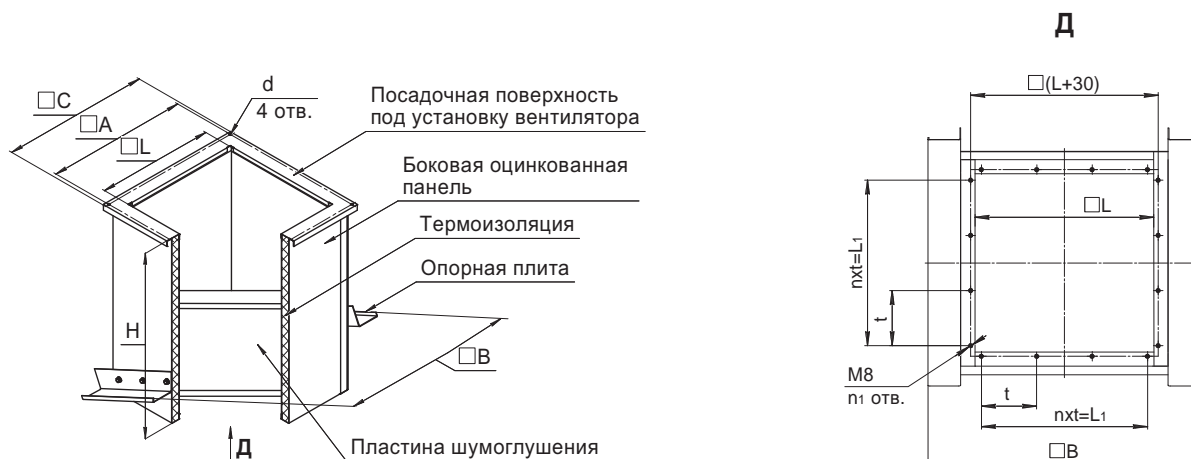 □C
□A
□L
d
4 отв.
Посадочная поверхность
под установку вентилятора
Боковая оцинкованная
панель
Термоизоляция
Опорная плита
H
□B
Д
Пластина шумоглушения
Д
□(L+30)
□L
nxt=L1
t
M8
n1 отв.
t
nxt=L1
□B